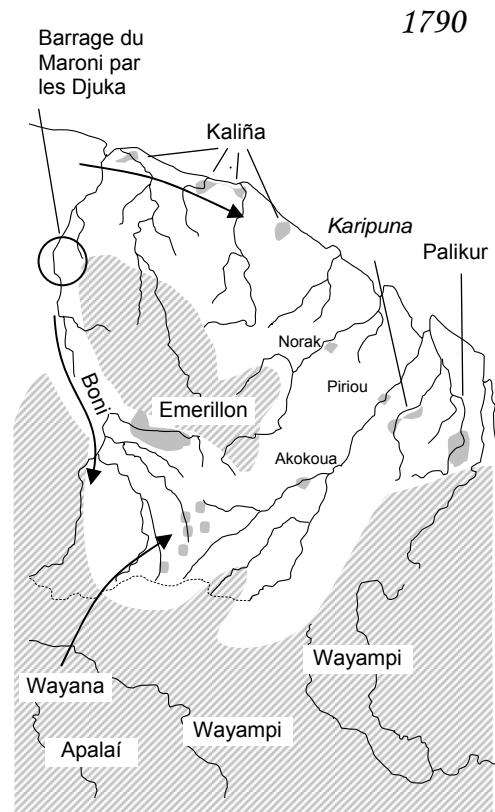 1790
Barrage du
Maroni par
les Djuka
Kaliña
Karipuna
Palikur
Norak
Piriou
Boni
Emerillon
Akokoua
Wayampi
Wayana
Wayampi
Apalaí